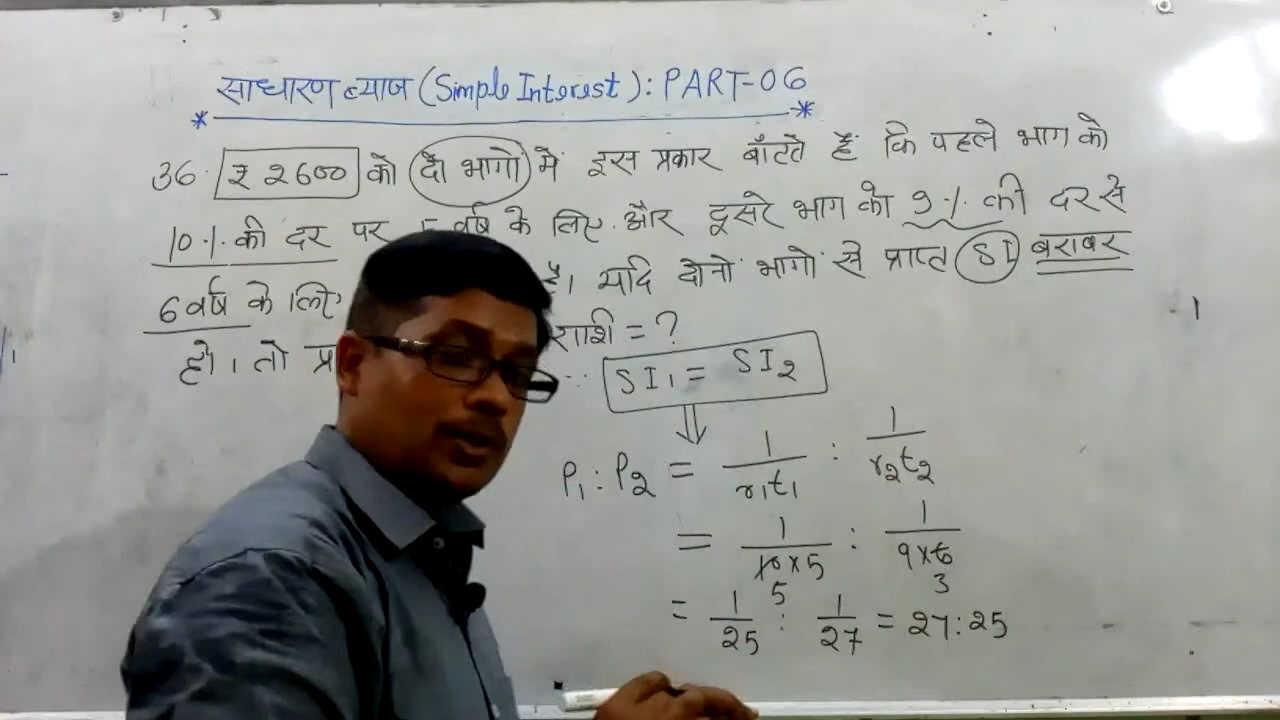 साधारण ब्याज (Simple Interest): PART-06
36. ₹ 2600 को दो भागों में इस प्रकार बाँटते हैं कि पहले भाग को
10% की दर पर 5 वर्ष के लिए और दूसरे भाग को 9% की दर से
6 वर्ष के लिए है। यदि दोनों भागों से प्राप्त SI बराबर
हो। तो राशि = ?
SI₁ = SI₂
P₁ : P₂ = 1/r₁t₁ : 1/r₂t₂
= 1/10×5 : 1/9×6
5 3
= 1/25 : 1/27 = 27:25